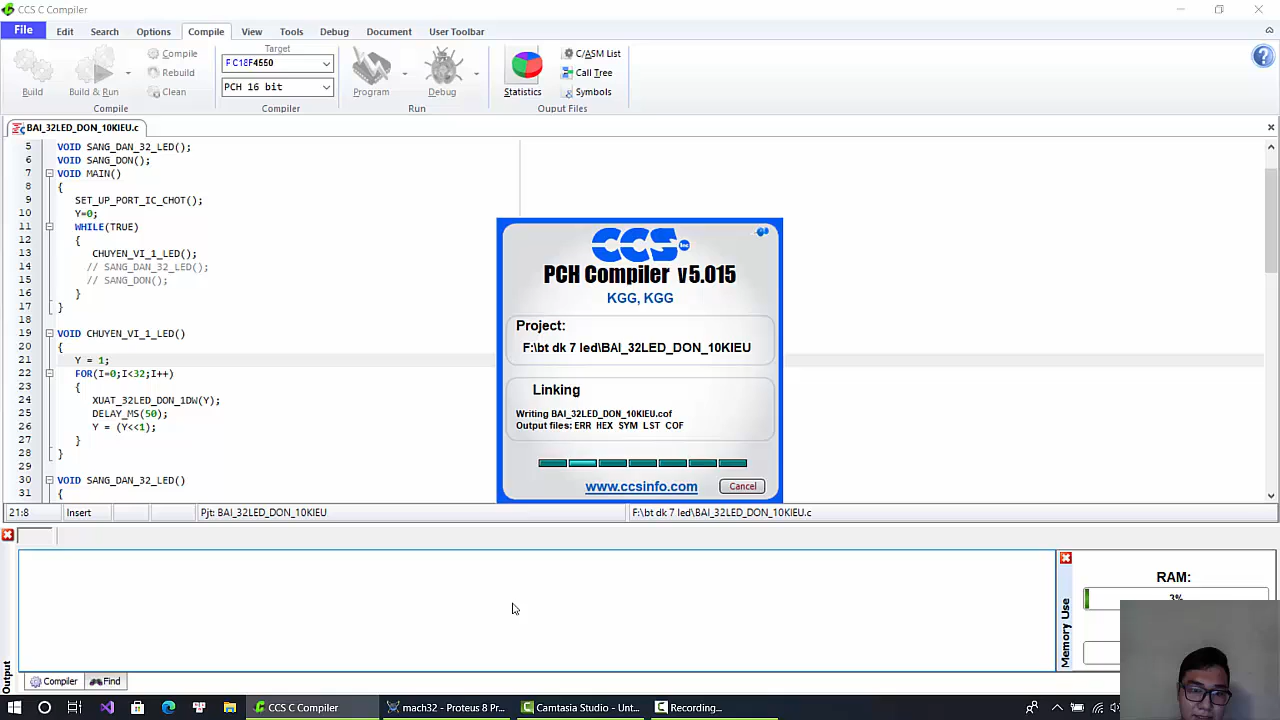 CCS C Compiler
File Edit Search Options Compile View Tools Debug Document User Toolbar
Build
Build & Run
Compile
Rebuild
Clean
Compile
Target
PIC18F4550
PCH 16 bit
Compiler
Program
Debug
Run
Statistics
C/ASM List
Call Tree
Symbols
Ouput Files
BAI_32LED_DON_10KIEU.c
5 VOID SANG_DAN_32_LED();
6 VOID SANG_DON();
7 VOID MAIN()
8 {
9 SET_UP_PORT_IC_CHOT();
10 Y=0;
11 WHILE(TRUE)
12 {
13 CHUYEN_VI_1_LED();
14 // SANG_DAN_32_LED();
15 // SANG_DON();
16 }
17 }
18
19 VOID CHUYEN_VI_1_LED()
20 {
21 Y = 1;
22 FOR(I=0;I<32;I++)
23 {
24 XUAT_32LED_DON_1DW(Y);
25 DELAY_MS(50);
26 Y = (Y<<1);
27 }
28 }
29
30 VOID SANG_DAN_32_LED()
31 {
CCS Inc
PCH Compiler v5.015
KGG, KGG
Project:
F:\bt dk 7 led\BAI_32LED_DON_10KIEU
Linking
Writing BAI_32LED_DON_10KIEU.cof
Output files: ERR HEX SYM LST COF
www.ccsinfo.com
Cancel
21:8 Insert Pjt: BAI_32LED_DON_10KIEU F:\bt dk 7 led\BAI_32LED_DON_10KIEU.c
Output
Compiler Find
Memory Use
RAM:
3%
CCS C Compiler mach32 - Proteus 8 Pr... Camtasia Studio - Unt... Recording...